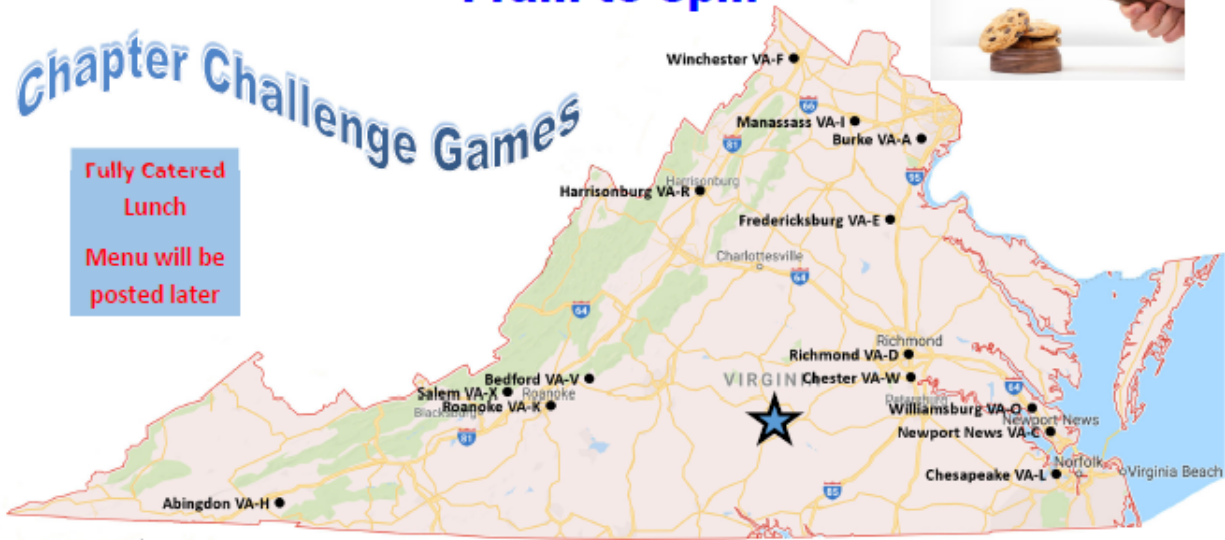 Chapter Challenge Games
Fully Catered
Lunch
Menu will be
posted later
Winchester VA-F
66
Manassass VA-I
81
Burke VA-A
95
Harrisonburg
Harrisonburg VA-R
Fredericksburg VA-E
Charlottesville
64
64
Richmond
Richmond VA-D
Chester VA-W
Bedford VA-V
Salem VA-X
Roanoke
Roanoke VA-K
64
Williamsburg VA-O
Newport News
Newport News VA-C
81
Norfolk
Chesapeake VA-L
Virginia Beach
85
Abingdon VA-H